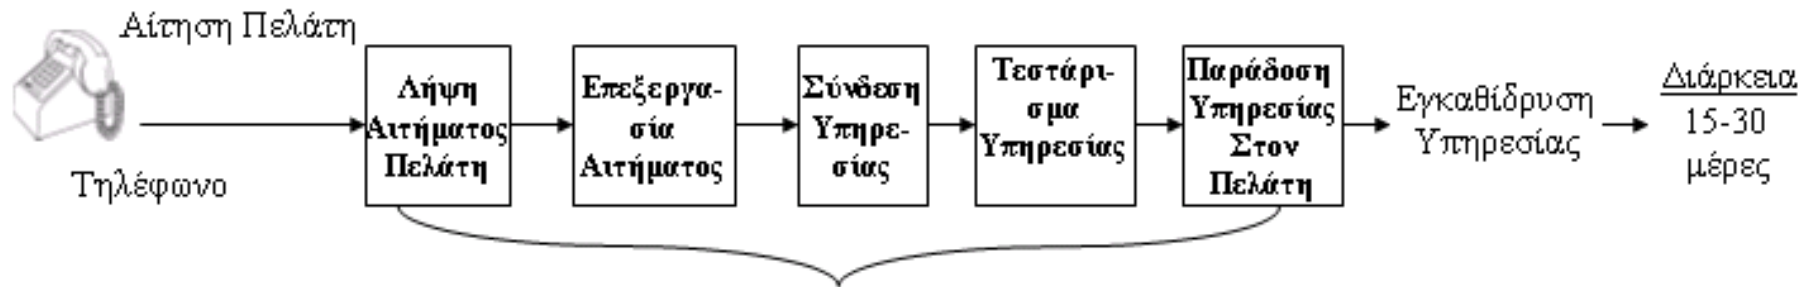 Αίτηση Πελάτη
Τηλέφωνο
Λήψη
Αιτήματος
Πελάτη
Επεξεργα-
σία
Αιτήματος
Σύνδεση
Υπηρε-
σίας
Τεστάρι-
σμα
Υπηρεσίας
Παράδοση
Υπηρεσίας
Στον
Πελάτη
Εγκαθίδρυση
Υπηρεσίας
Διάρκεια
15-30
μέρες